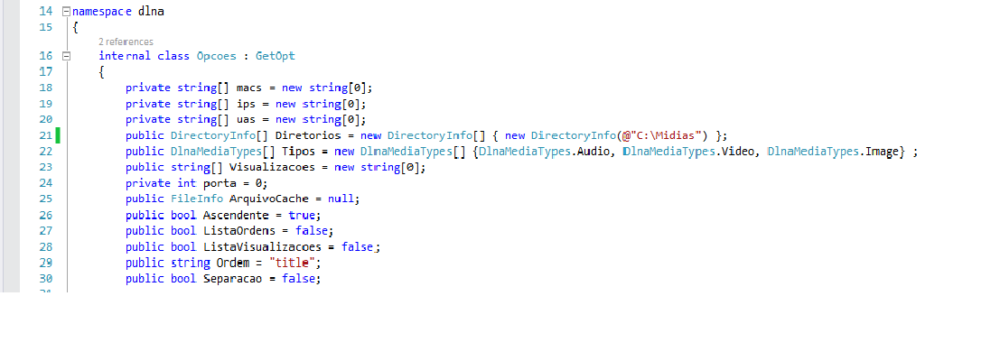 14 namespace dlna
15 {
2 references
16 internal class Opcoes : GetOpt
17 {
18 private string[] macs = new string[0];
19 private string[] ips = new string[0];
20 private string[] uas = new string[0];
21 public DirectoryInfo[] Diretorios = new DirectoryInfo[] { new DirectoryInfo(@"C:\Midias") };
22 public DlnaMediaTypes[] Tipos = new DlnaMediaTypes[] {DlnaMediaTypes.Audio, DlnaMediaTypes.Video, DlnaMediaTypes.Image} ;
23 public string[] Visualizacoes = new string[0];
24 private int porta = 0;
25 public FileInfo ArquivoCache = null;
26 public bool Ascendente = true;
27 public bool ListaOrdens = false;
28 public bool ListaVisualizacoes = false;
29 public string Ordem = "title";
30 public bool Separacao = false;